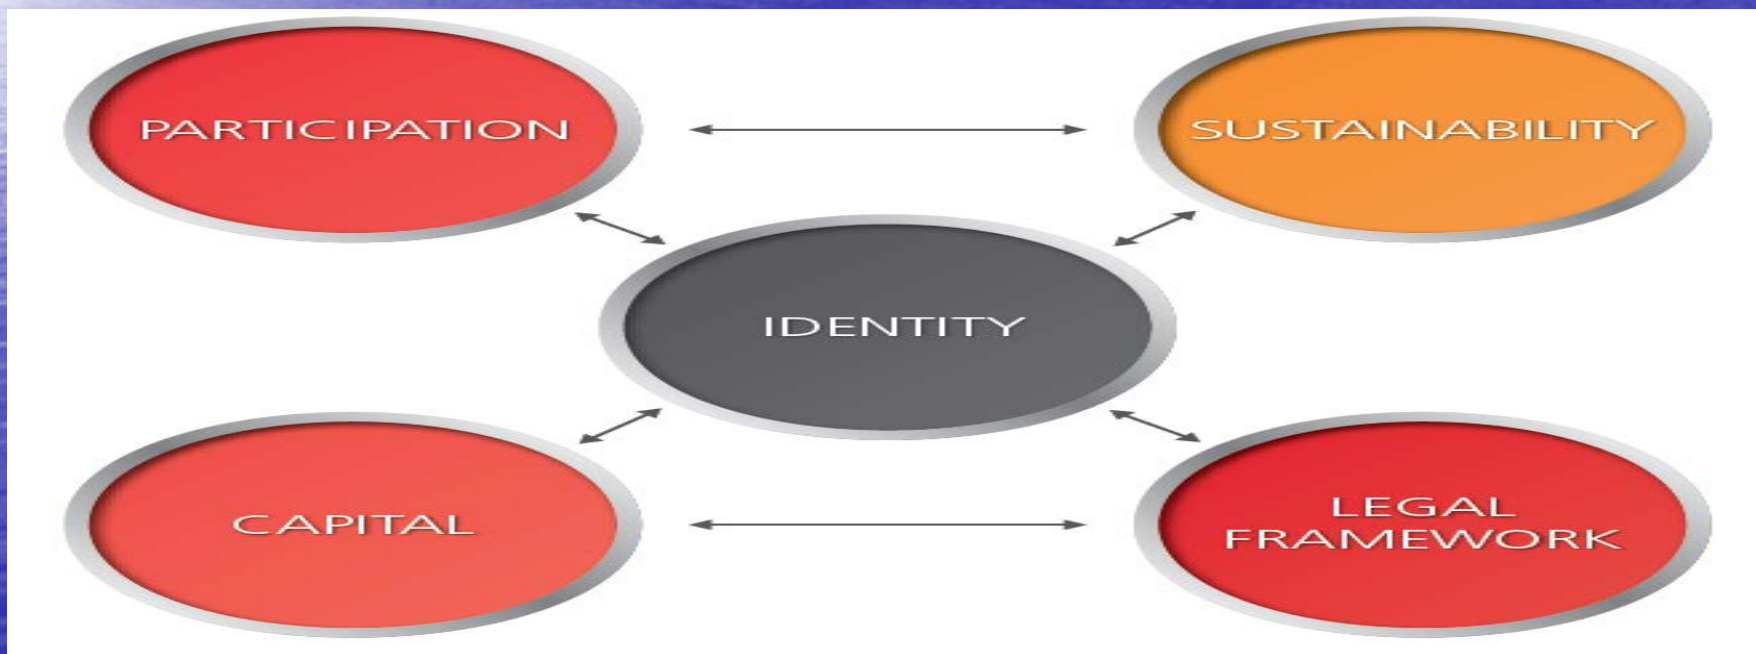 PARTICIPATION
SUSTAINABILITY
IDENTITY
CAPITAL
LEGAL
FRAMEWORK